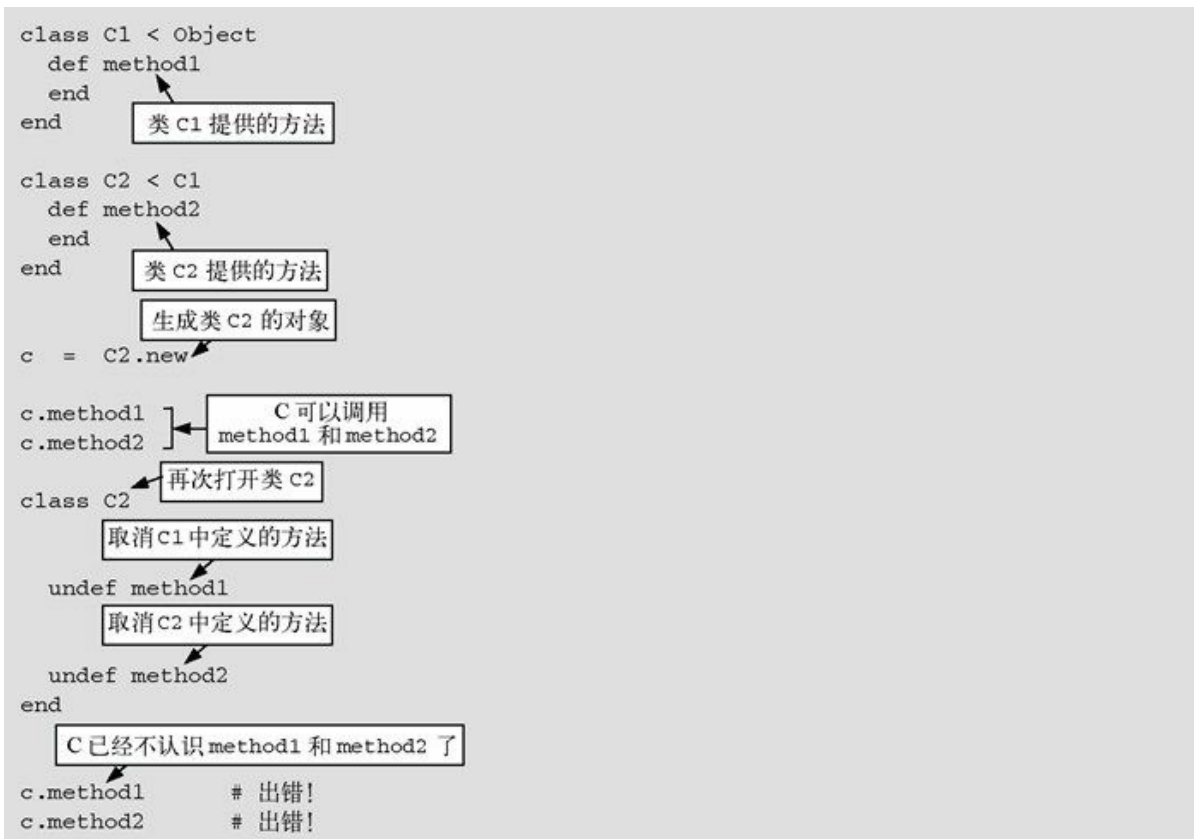 class C1 < Object
  def method1
  end
end
类 C1 提供的方法
class C2 < C1
  def method2
  end
end
类 C2 提供的方法
生成类 C2 的对象
c  =  C2.new
c.method1
c.method2
C 可以调用
method1 和 method2
再次打开类 C2
class C2
取消 C1 中定义的方法
  undef method1
取消 C2 中定义的方法
  undef method2
end
C 已经不认识 method1 和 method2 了
c.method1      # 出错!
c.method2      # 出错!